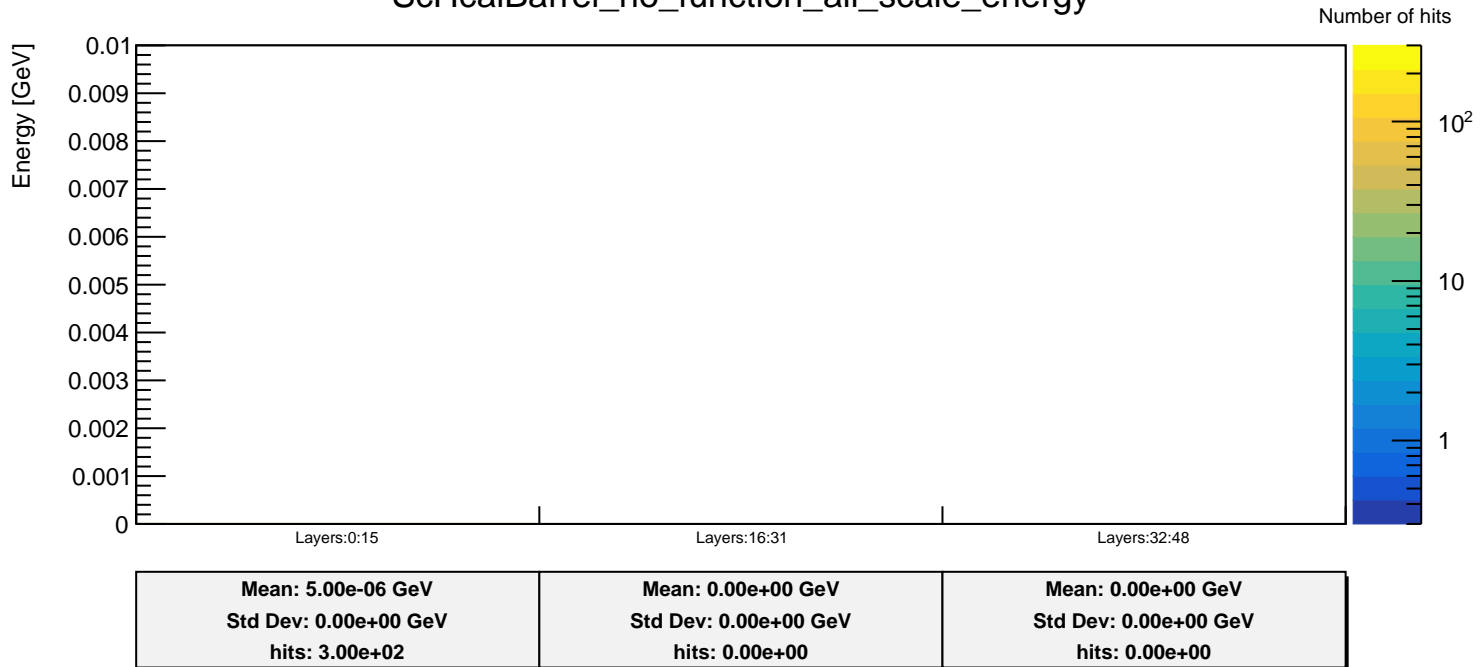 ScHcalBarrel_no_function_all_scale_energy
Number of hits
Energy [GeV]
0.01
0.009
0.008
0.007
0.006
0.005
0.004
0.003
0.002
0.001
0
10²
10
1
Layers:0:15
Layers:16:31
Layers:32:48
Mean: 5.00e-06 GeV
Std Dev: 0.00e+00 GeV
hits: 3.00e+02
Mean: 0.00e+00 GeV
Std Dev: 0.00e+00 GeV
hits: 0.00e+00
Mean: 0.00e+00 GeV
Std Dev: 0.00e+00 GeV
hits: 0.00e+00